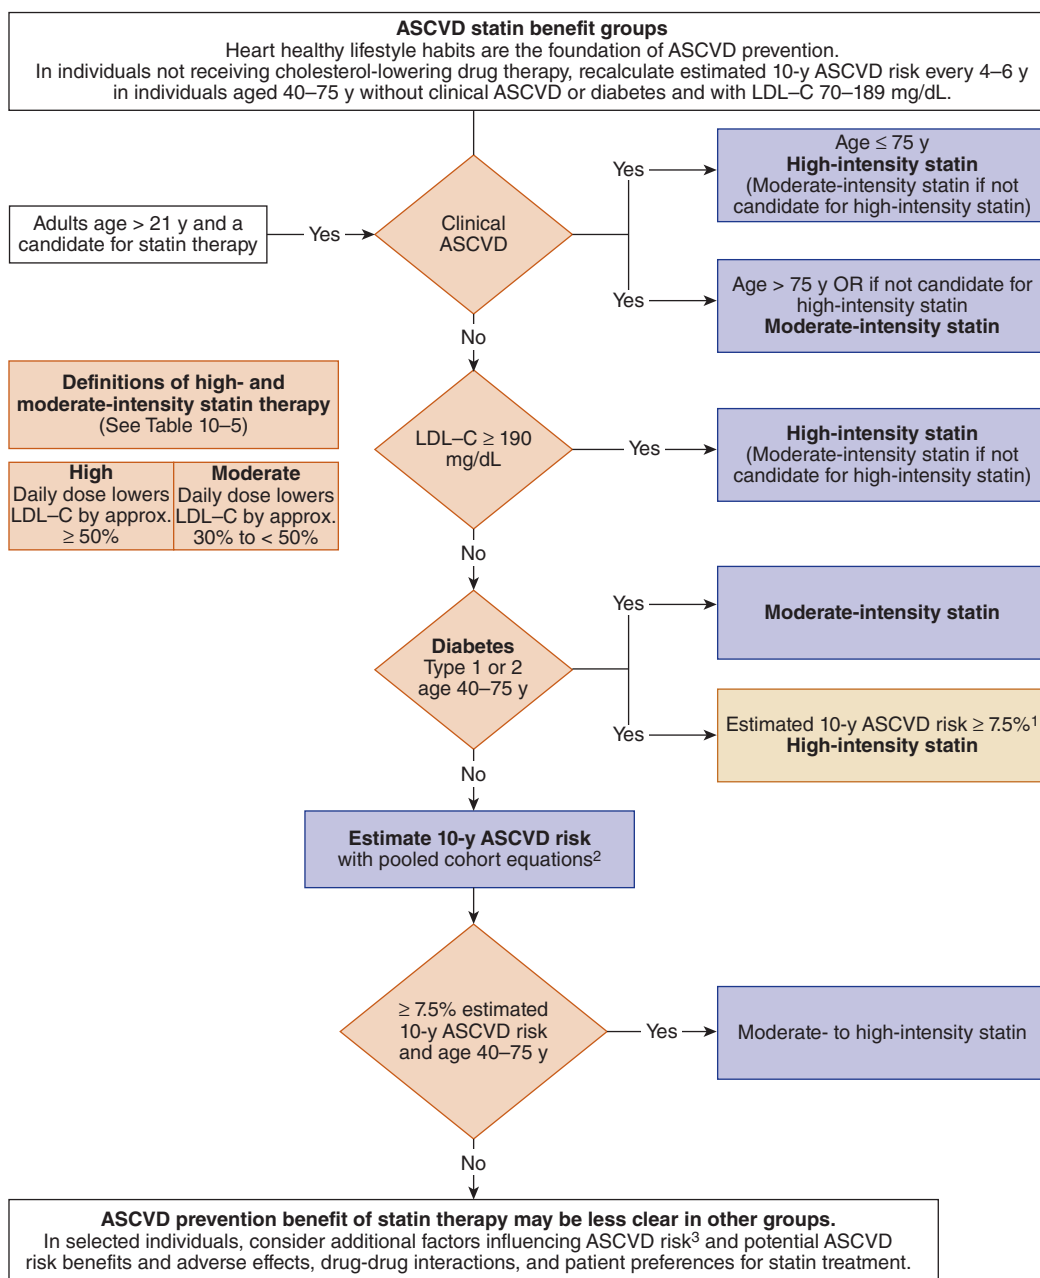 ASCVD statin benefit groups
Heart healthy lifestyle habits are the foundation of ASCVD prevention.
In individuals not receiving cholesterol-lowering drug therapy, recalculate estimated 10-y ASCVD risk every 4–6 y
in individuals aged 40–75 y without clinical ASCVD or diabetes and with LDL–C 70–189 mg/dL.
Adults age > 21 y and a
candidate for statin therapy
Yes
Clinical
ASCVD
Yes
Age ≤ 75 y
High-intensity statin
(Moderate-intensity statin if not
candidate for high-intensity statin)
Yes
Age > 75 y OR if not candidate for
high-intensity statin
Moderate-intensity statin
No
Definitions of high- and
moderate-intensity statin therapy
(See Table 10–5)
High
Daily dose lowers
LDL–C by approx.
≥ 50%
Moderate
Daily dose lowers
LDL–C by approx.
30% to < 50%
LDL–C ≥ 190
mg/dL
Yes
High-intensity statin
(Moderate-intensity statin if not
candidate for high-intensity statin)
No
Diabetes
Type 1 or 2
age 40–75 y
Yes
Moderate-intensity statin
Yes
Estimated 10-y ASCVD risk ≥ 7.5%¹
High-intensity statin
No
Estimate 10-y ASCVD risk
with pooled cohort equations²
≥ 7.5% estimated
10-y ASCVD risk
and age 40–75 y
Yes
Moderate- to high-intensity statin
No
ASCVD prevention benefit of statin therapy may be less clear in other groups.
In selected individuals, consider additional factors influencing ASCVD risk³ and potential ASCVD
risk benefits and adverse effects, drug-drug interactions, and patient preferences for statin treatment.